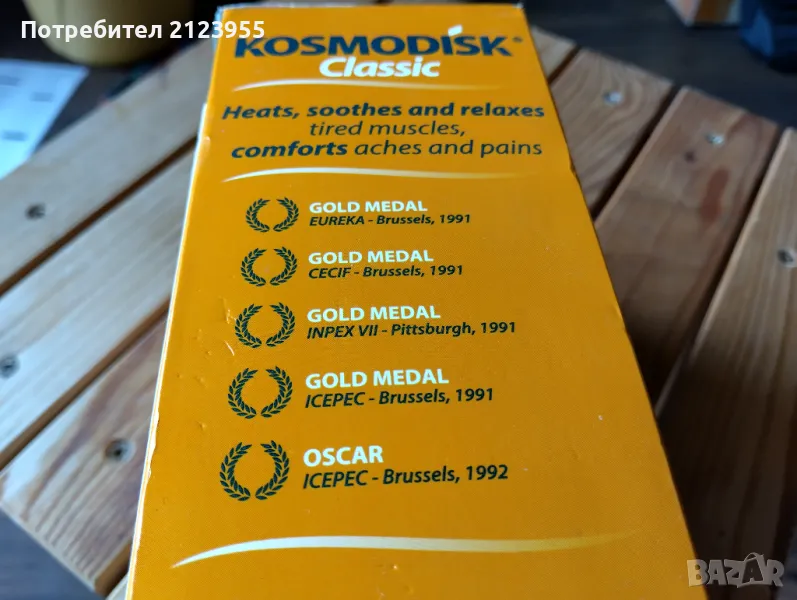 Потребител 2123955
KOSMODISK®
Classic
Heats, soothes and relaxes
tired muscles,
comforts aches and pains
GOLD MEDAL
EUREKA - Brussels, 1991
GOLD MEDAL
CECIF - Brussels, 1991
GOLD MEDAL
INPEX VII - Pittsburgh, 1991
GOLD MEDAL
ICEPEC - Brussels, 1991
OSCAR
ICEPEC - Brussels, 1992
BAZAR